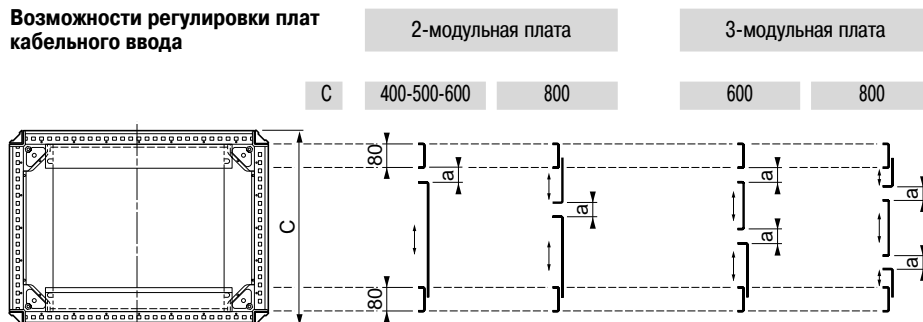 Возможности регулировки плат
кабельного ввода
2-модульная плата
3-модульная плата
C
400-500-600
800
600
800
80
a
a
a
a
a
a
C
80